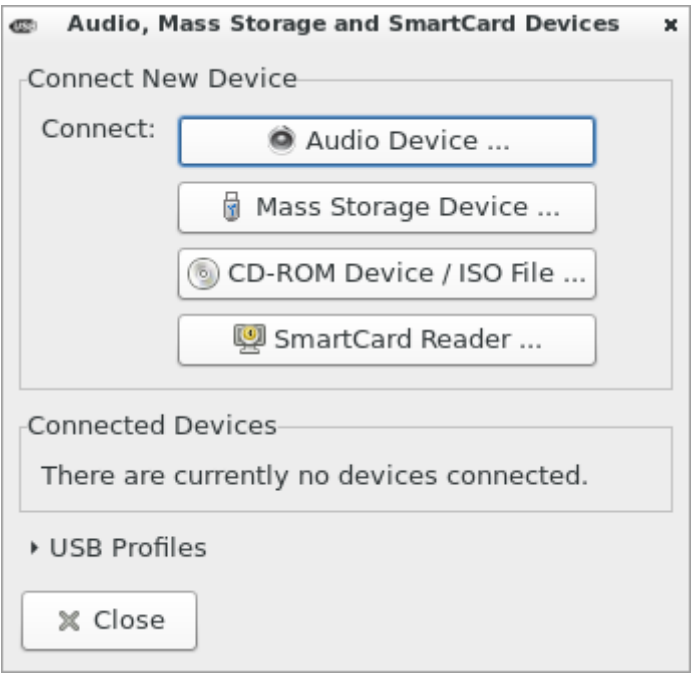 Audio, Mass Storage and SmartCard Devices
Connect New Device
Connect:
Audio Device ...
Mass Storage Device ...
CD-ROM Device / ISO File ...
SmartCard Reader ...
Connected Devices
There are currently no devices connected.
USB Profiles
Close